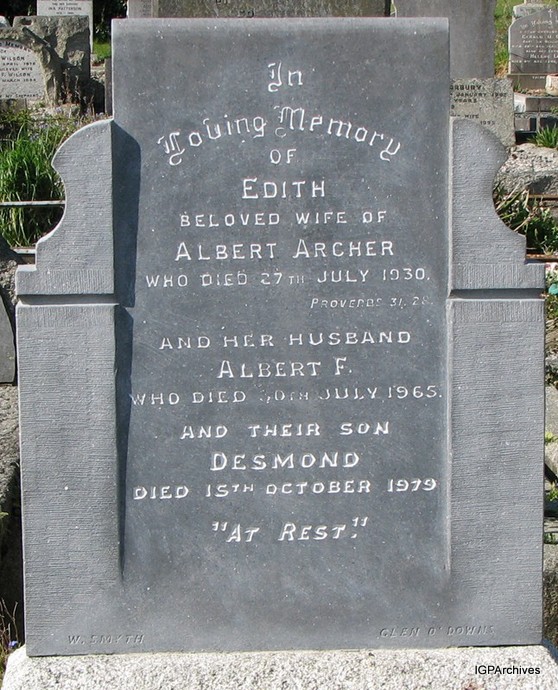 In
Loving Memory
OF
EDITH
BELOVED WIFE OF
ALBERT ARCHER
WHO DIED 27TH JULY 1930.
PROVERBS 31. 28.
AND HER HUSBAND
ALBERT F.
WHO DIED JULY 1965.
AND THEIR SON
DESMOND
DIED 15TH OCTOBER 1979
"AT REST."
W. SMYTH
GLEN O' DOWNS
IGPArchives